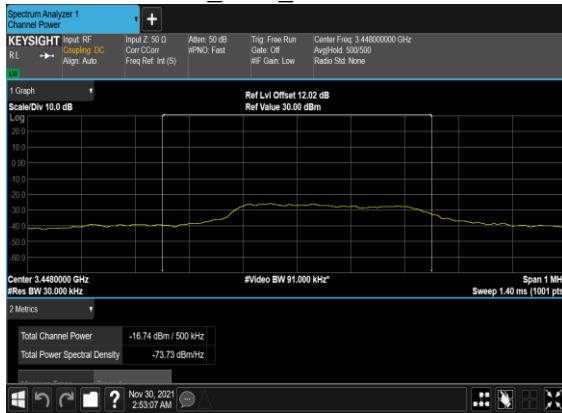 Spectrum Analyzer 1
Channel Power
+
KEYSIGHT Input: RF Input Z: 50 Ω Atten: 50 dB Trig: Free Run Center Freq: 3.448000000 GHz
RL Coupling: DC Corr CCorr #PNO: Fast Gate: Off Avg|Hold: 500/500
Align: Auto Freq Ref: Int (S) #IF Gain: Low Radio Std: None
1 Graph Ref Lvl Offset 12.02 dB
Scale/Div 10.0 dB Ref Value 30.00 dBm
Log
20.0
10.0
0.00
-10.0
-20.0
-30.0
-40.0
-50.0
-60.0
Center 3.4480000 GHz #Video BW 91.000 kHz* Span 1 MH
#Res BW 30.000 kHz Sweep 1.40 ms (1001 pts
2 Metrics
Total Channel Power -16.74 dBm / 500 kHz
Total Power Spectral Density -73.73 dBm/Hz
? Nov 30, 2021
2:53:07 AM